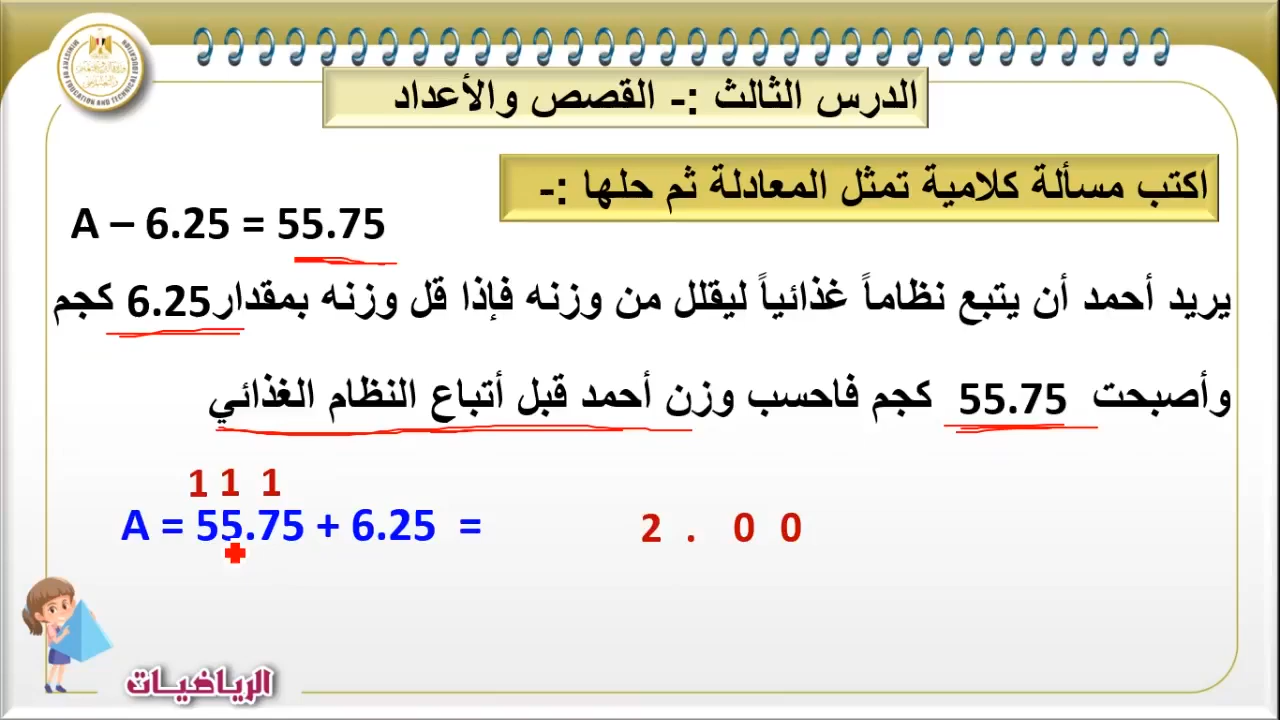 الدرس الثالث :- القصص والأعداد
اكتب مسألة كلامية تمثل المعادلة ثم حلها :-
A – 6.25 = 55.75
يريد أحمد أن يتبع نظاماً غذائياً ليقلل من وزنه فإذا قل وزنه بمقدار6.25 كجم
وأصبحت 55.75 كجم فاحسب وزن أحمد قبل أتباع النظام الغذائي
1 1 1
A = 55.75 + 6.25 = 2 . 0 0
الرياضيات